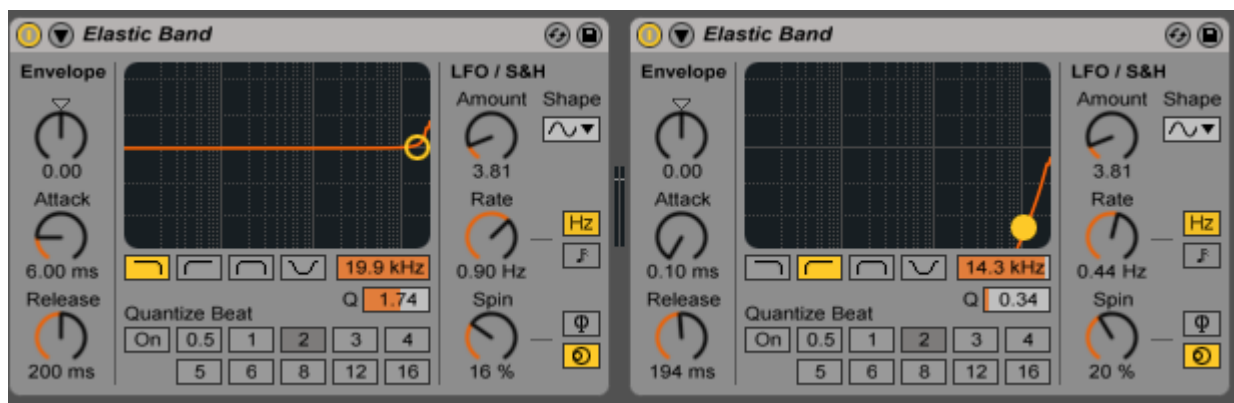 Elastic Band
Envelope
0.00
Attack
6.00 ms
Release
200 ms
19.9 kHz
Q 1.74
Quantize Beat
On 0.5 1 2 3 4
5 6 8 12 16
LFO / S&H
Amount Shape
3.81
Rate
Hz
0.90 Hz
Spin
Φ
16 %
Elastic Band
Envelope
0.00
Attack
0.10 ms
Release
194 ms
14.3 kHz
Q 0.34
Quantize Beat
On 0.5 1 2 3 4
5 6 8 12 16
LFO / S&H
Amount Shape
3.81
Rate
Hz
0.44 Hz
Spin
Φ
20 %